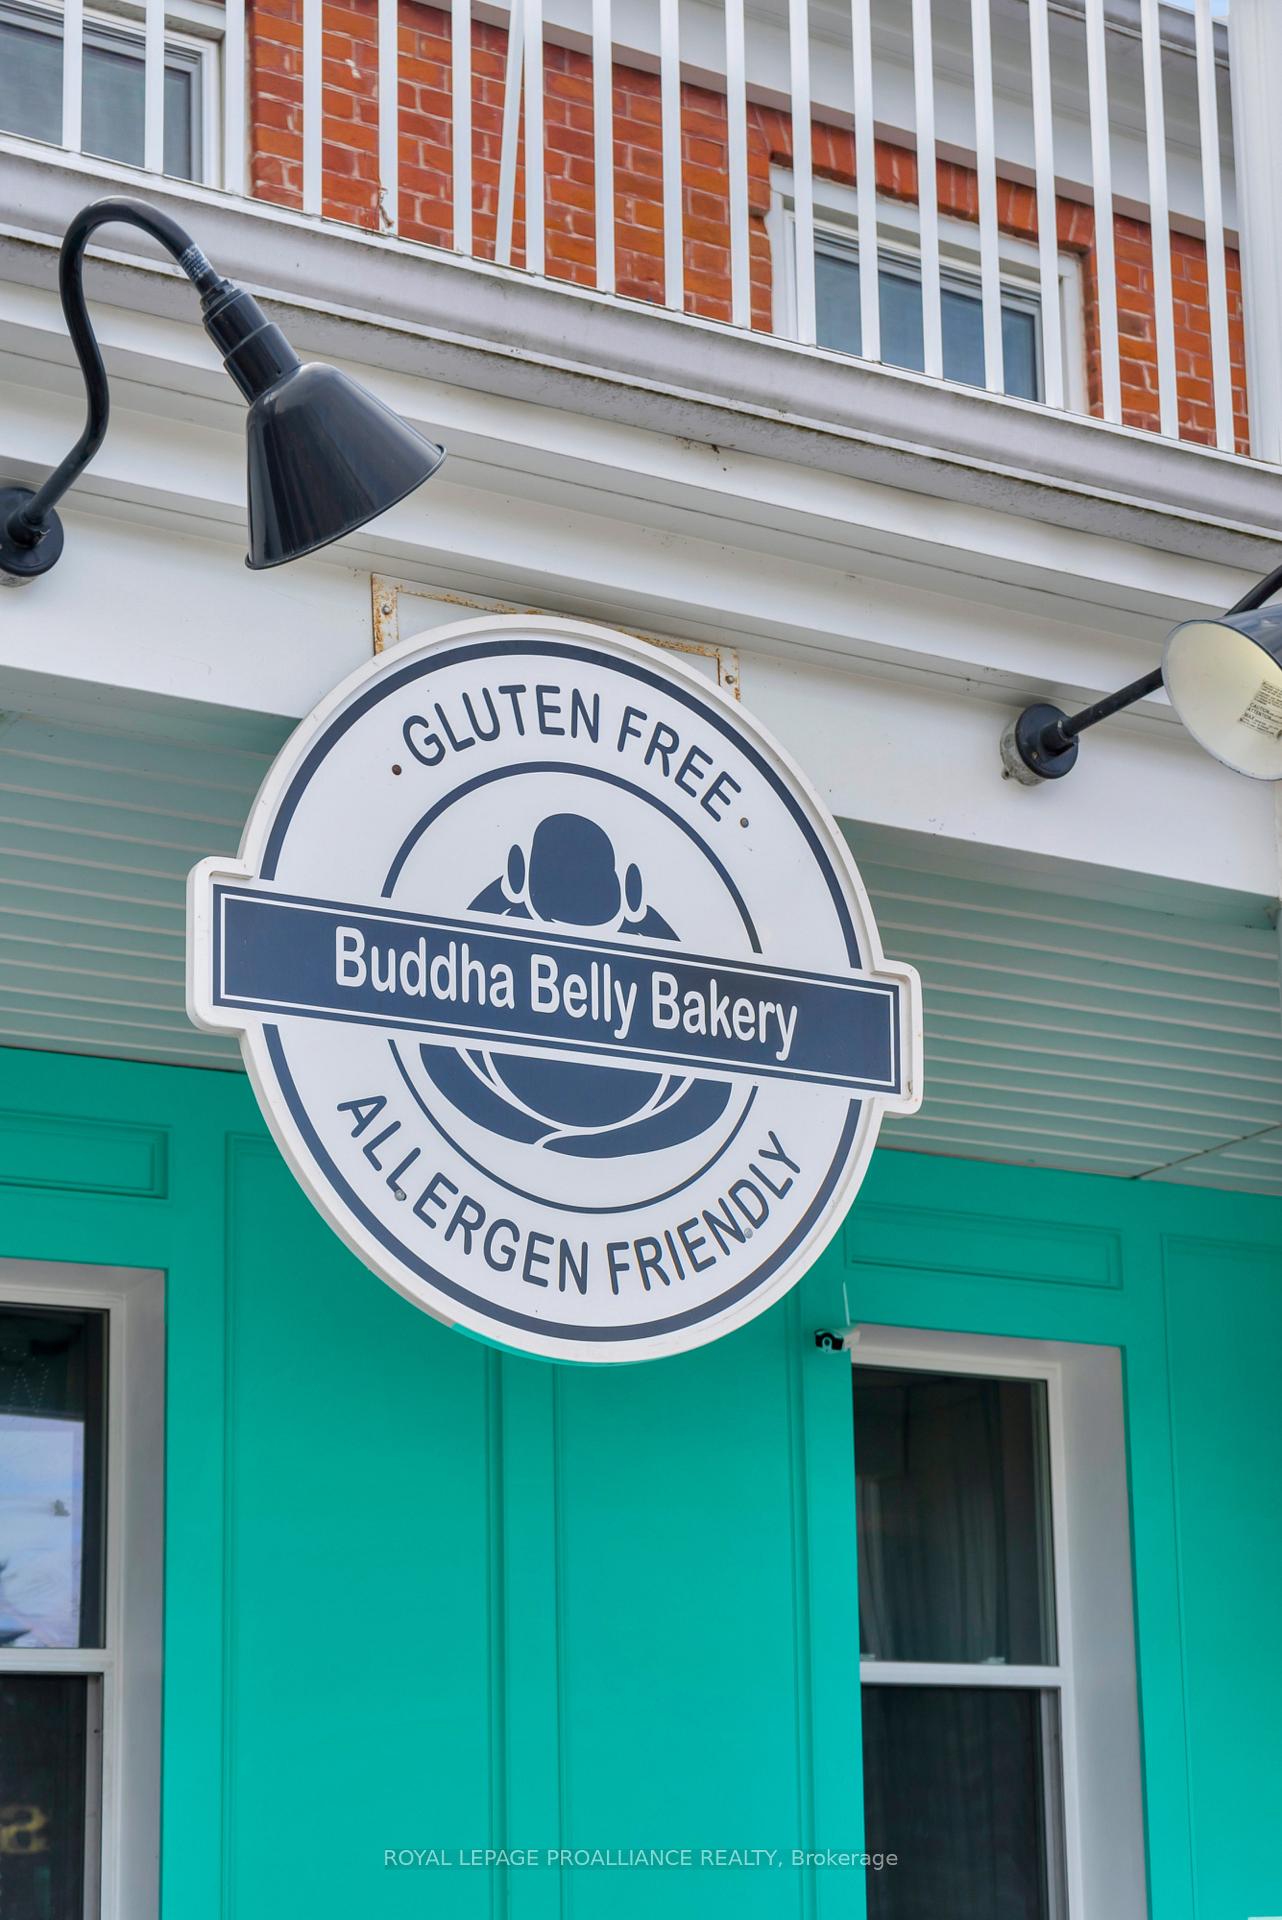 · GLUTEN FREE ·
Buddha Belly Bakery
ALLERGEN FRIENDLY
ROYAL LEPAGE PROALLIANCE REALTY, Brokerage